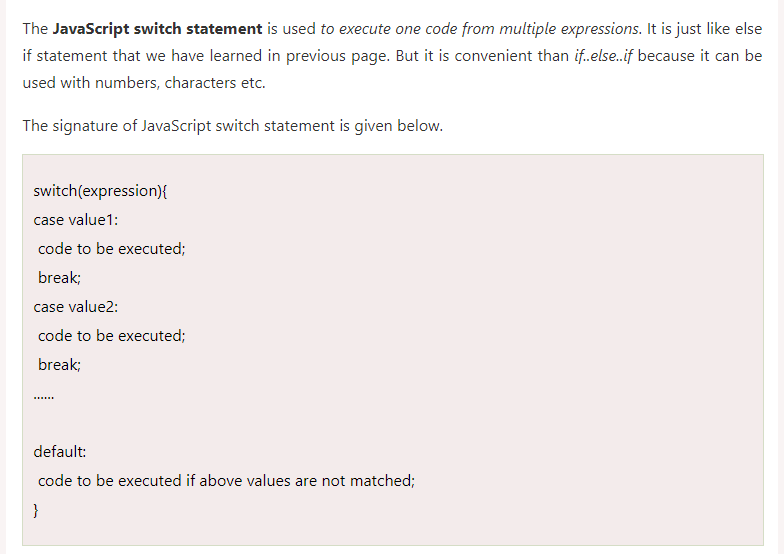 The JavaScript switch statement is used to execute one code from multiple expressions. It is just like else
if statement that we have learned in previous page. But it is convenient than if..else..if because it can be
used with numbers, characters etc.
The signature of JavaScript switch statement is given below.
switch(expression){
case value1:
 code to be executed;
 break;
case value2:
 code to be executed;
 break;
......
default:
 code to be executed if above values are not matched;
}